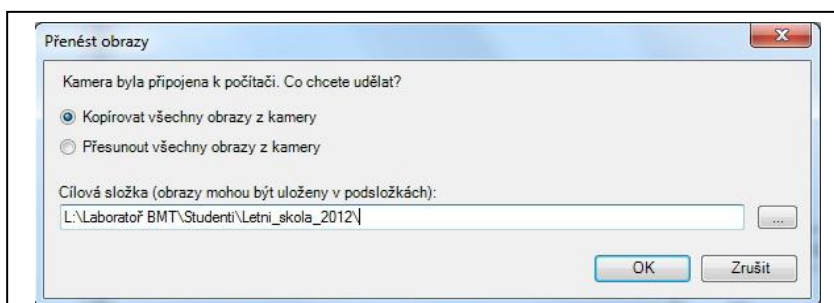 Přenést obrazy
Kamera byla připojena k počítači. Co chcete udělat?
Kopírovat všechny obrazy z kamery
Přesunout všechny obrazy z kamery
Cílová složka (obrazy mohou být uloženy v podsložkách):
L:\Laboratoř BMT\Studenti\Letni_skola_2012\
...
OK Zrušit